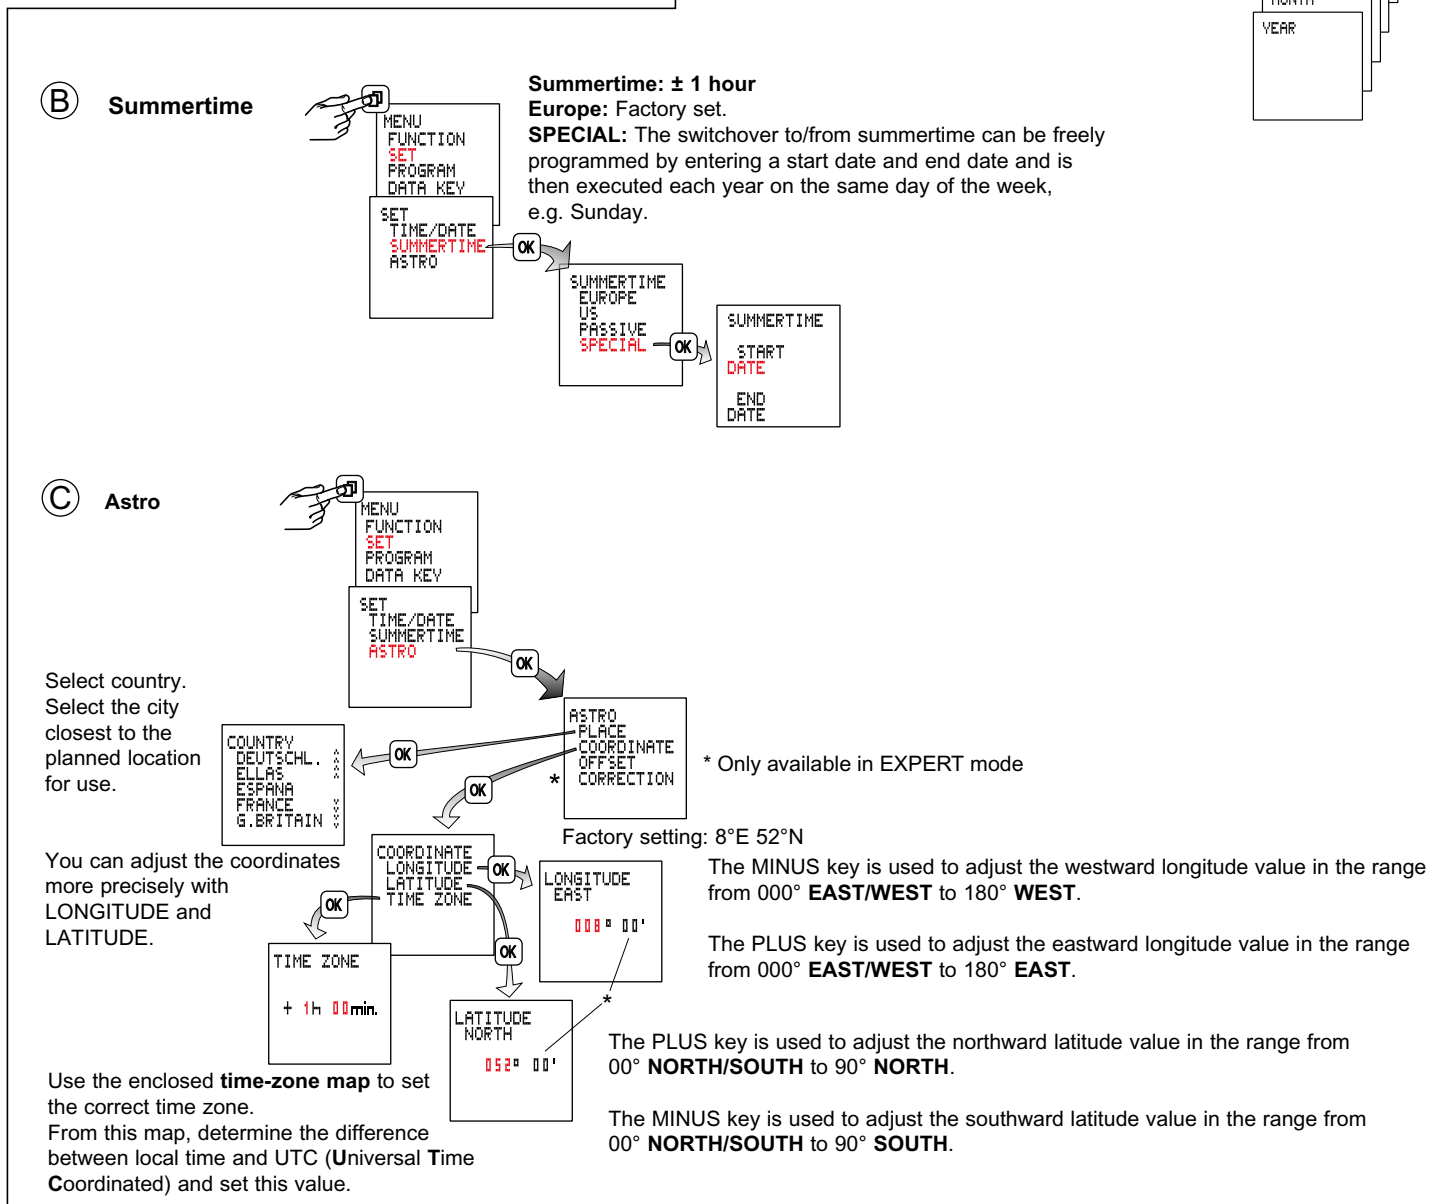 MONTH
YEAR
B Summertime
MENU
FUNCTION
SET
PROGRAM
DATA KEY
SET
TIME/DATE
SUMMERTIME
ASTRO
OK
Summertime: ± 1 hour
Europe: Factory set.
SPECIAL: The switchover to/from summertime can be freely
programmed by entering a start date and end date and is
then executed each year on the same day of the week,
e.g. Sunday.
SUMMERTIME
EUROPE
US
PASSIVE
SPECIAL
OK
SUMMERTIME
START
DATE
END
DATE
C Astro
MENU
FUNCTION
SET
PROGRAM
DATA KEY
SET
TIME/DATE
SUMMERTIME
ASTRO
OK
Select country.
Select the city
closest to the
planned location
for use.
COUNTRY
DEUTSCHL.
ELLAS
ESPANA
FRANCE
G.BRITAIN
OK
ASTRO
PLACE
COORDINATE
OFFSET
* CORRECTION
* Only available in EXPERT mode
OK
Factory setting: 8°E 52°N
You can adjust the coordinates
more precisely with
LONGITUDE and
LATITUDE.
COORDINATE
LONGITUDE
LATITUDE
TIME ZONE
OK
OK
OK
LONGITUDE
EAST
008° 00'
*
The MINUS key is used to adjust the westward longitude value in the range
from 000° EAST/WEST to 180° WEST.
The PLUS key is used to adjust the eastward longitude value in the range
from 000° EAST/WEST to 180° EAST.
TIME ZONE
+ 1h 00min.
LATITUDE
NORTH
052° 00'
The PLUS key is used to adjust the northward latitude value in the range from
00° NORTH/SOUTH to 90° NORTH.
The MINUS key is used to adjust the southward latitude value in the range from
00° NORTH/SOUTH to 90° SOUTH.
Use the enclosed time-zone map to set
the correct time zone.
From this map, determine the difference
between local time and UTC (Universal Time
Coordinated) and set this value.